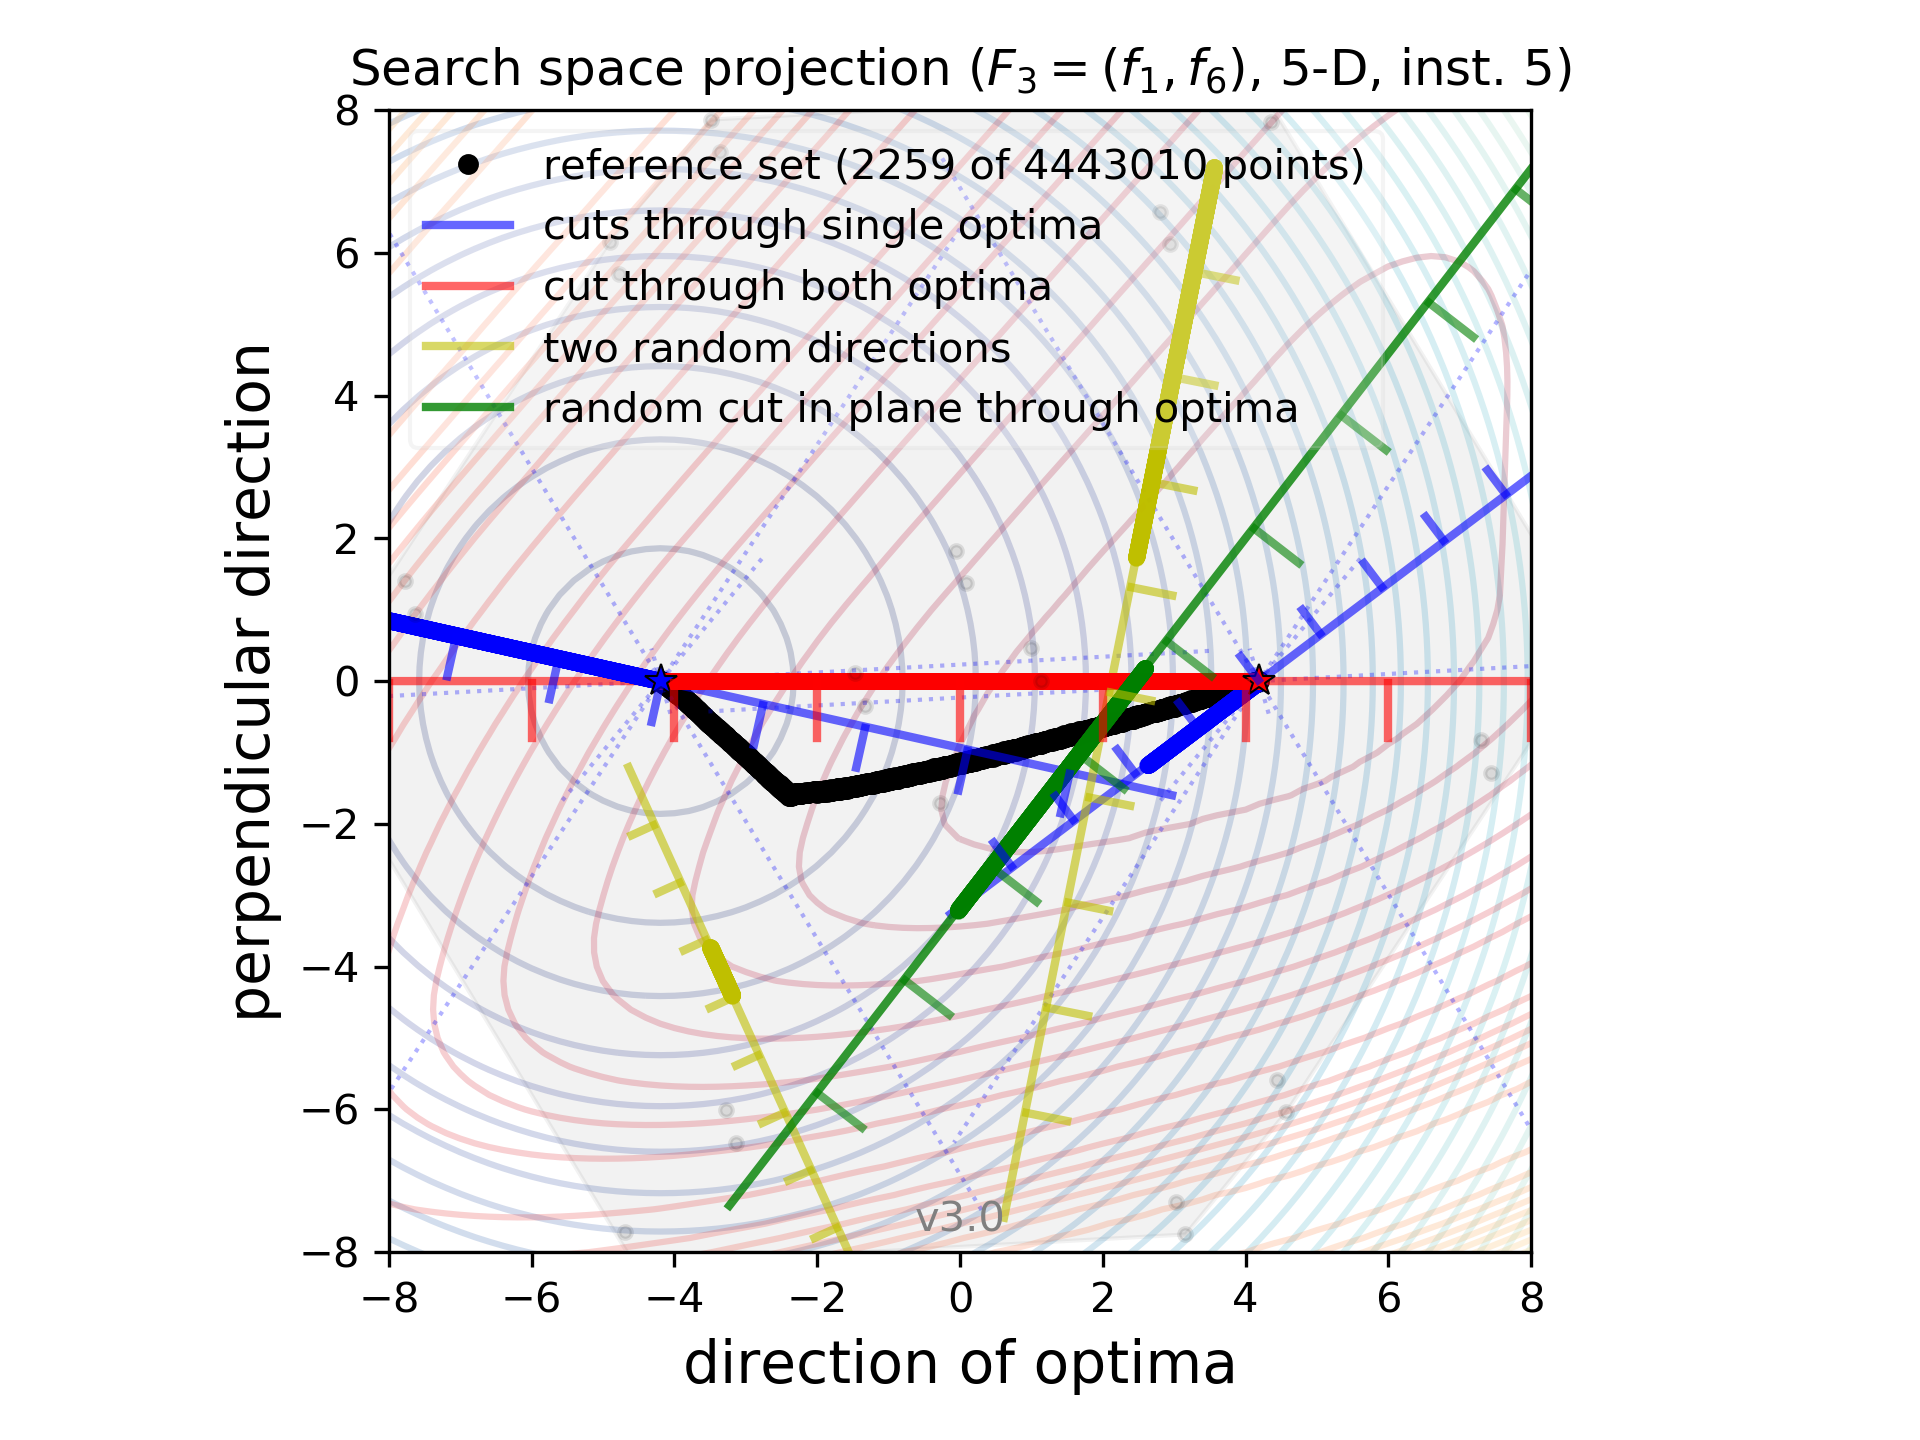 Search space projection (F₃ = (f₁, f₆), 5-D, inst. 5)
reference set (2259 of 4443010 points)
cuts through single optima
cut through both optima
two random directions
random cut in plane through optima
perpendicular direction
8
6
4
2
0
−2
−4
−6
−8
v3.0
−8 −6 −4 −2 0 2 4 6 8
direction of optima